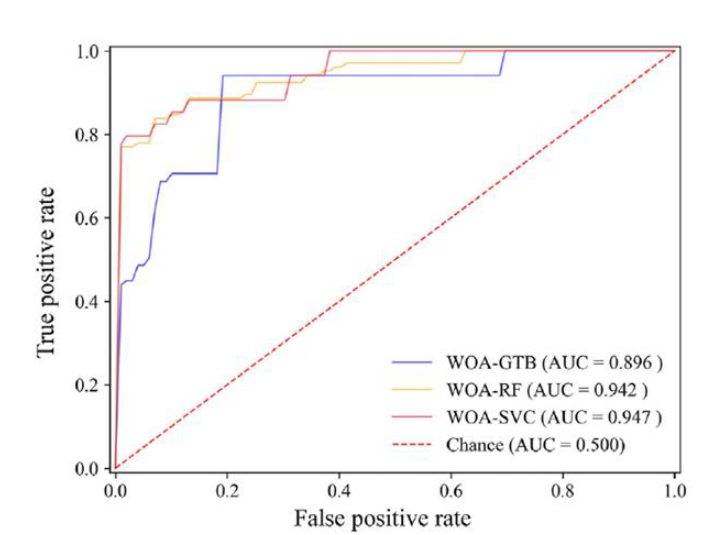 1.0
0.8
0.6
0.4
0.2
0.0
True positive rate
WOA-GTB (AUC = 0.896 )
WOA-RF (AUC = 0.942 )
WOA-SVC (AUC = 0.947 )
Chance (AUC = 0.500)
0.0 0.2 0.4 0.6 0.8 1.0
False positive rate